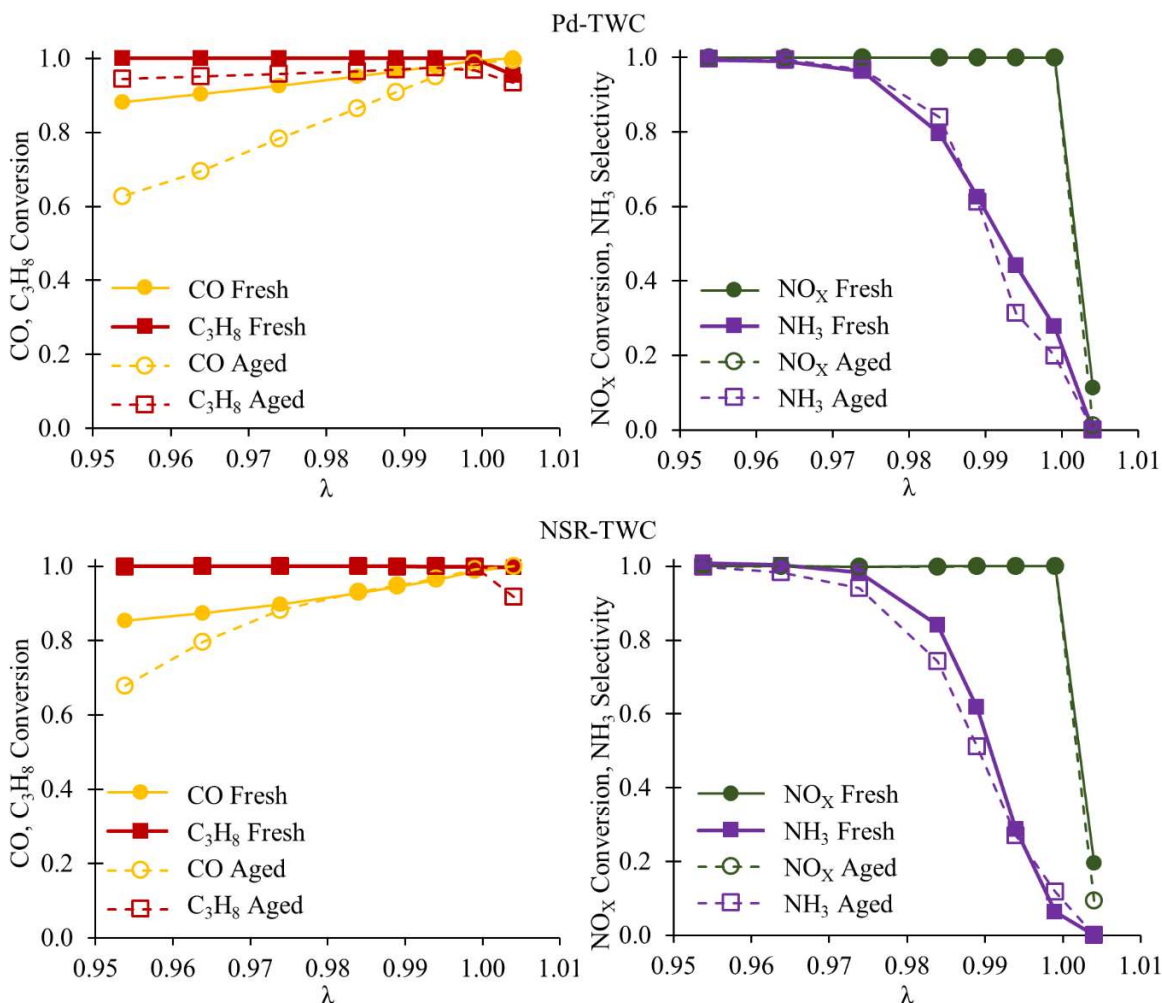 Pd-TWC
CO, C₃H₈ Conversion
1.0
0.8
0.6
0.4
0.2
0.0
CO Fresh
C₃H₈ Fresh
CO Aged
C₃H₈ Aged
0.95 0.96 0.97 0.98 0.99 1.00 1.01
λ
NOX Conversion, NH₃ Selectivity
1.0
0.8
0.6
0.4
0.2
0.0
NOX Fresh
NH₃ Fresh
NOX Aged
NH₃ Aged
0.95 0.96 0.97 0.98 0.99 1.00 1.01
λ
NSR-TWC
CO, C₃H₈ Conversion
1.0
0.8
0.6
0.4
0.2
0.0
CO Fresh
C₃H₈ Fresh
CO Aged
C₃H₈ Aged
0.95 0.96 0.97 0.98 0.99 1.00 1.01
λ
NOX Conversion, NH₃ Selectivity
1.0
0.8
0.6
0.4
0.2
0.0
NOX Fresh
NH₃ Fresh
NOX Aged
NH₃ Aged
0.95 0.96 0.97 0.98 0.99 1.00 1.01
λ